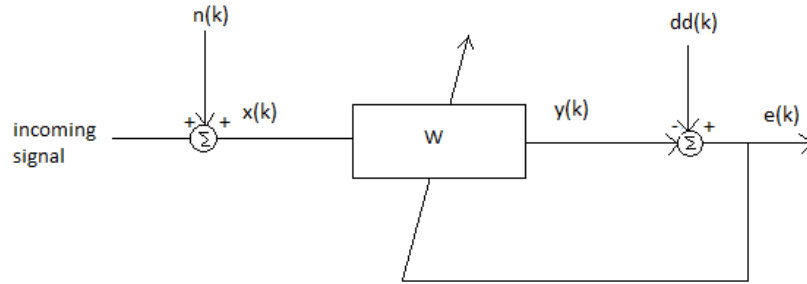 n(k)
dd(k)
+ + x(k)
Σ
incoming
signal
W
y(k)
- +
Σ
e(k)